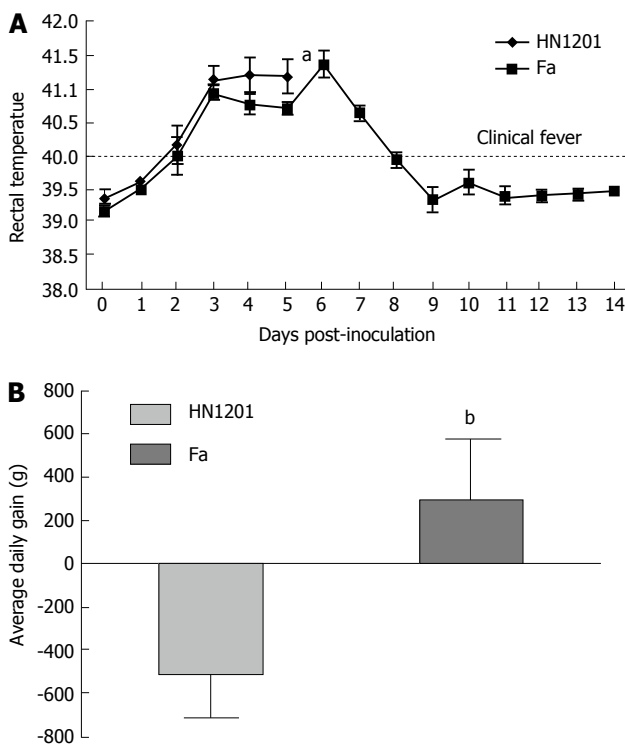 A
42.0
41.5
41.1
40.5
40.0
39.5
39.0
38.0
Rectal temperatue
a
HN1201
Fa
Clinical fever
0 1 2 3 4 5 6 7 8 9 10 11 12 13 14
Days post-inoculation
B
800
600
400
200
0
-200
-400
-600
-800
Average daily gain (g)
HN1201
Fa
b